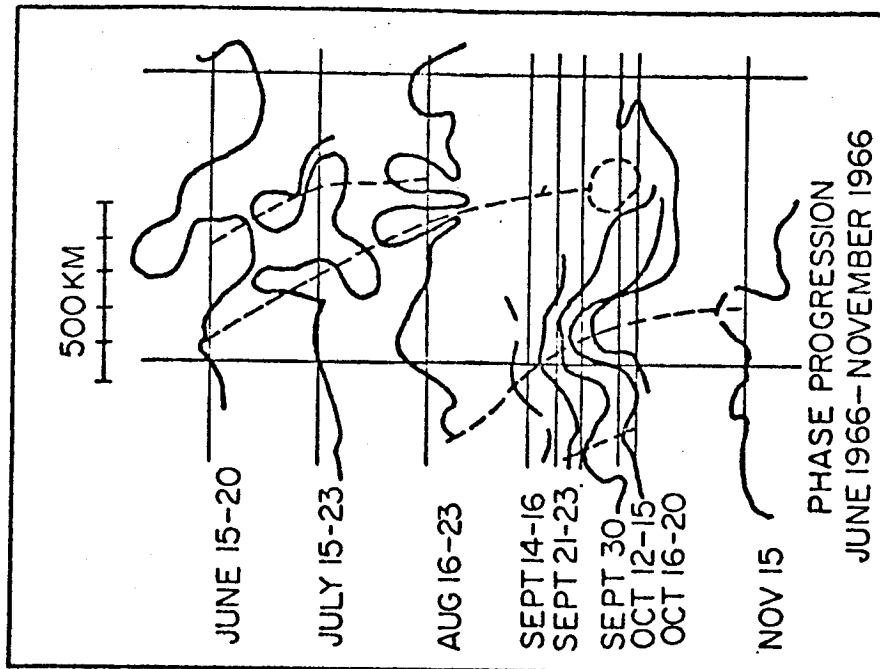 500 KM
JUNE 15-20
JULY 15-23
AUG 16-23
SEPT 14-16
SEPT 21-23
SEPT 30
OCT 12-15
OCT 16-20
NOV 15
PHASE PROGRESSION
JUNE 1966-NOVEMBER 1966